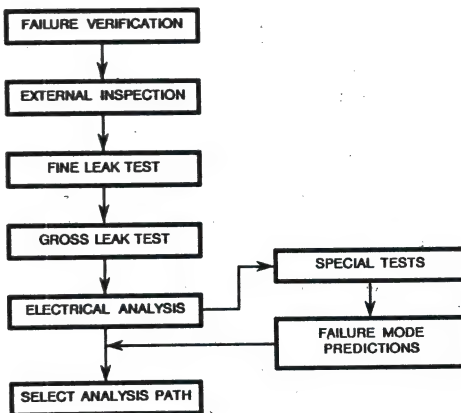 FAILURE VERIFICATION
EXTERNAL INSPECTION
FINE LEAK TEST
GROSS LEAK TEST
ELECTRICAL ANALYSIS
SPECIAL TESTS
FAILURE MODE
PREDICTIONS
SELECT ANALYSIS PATH